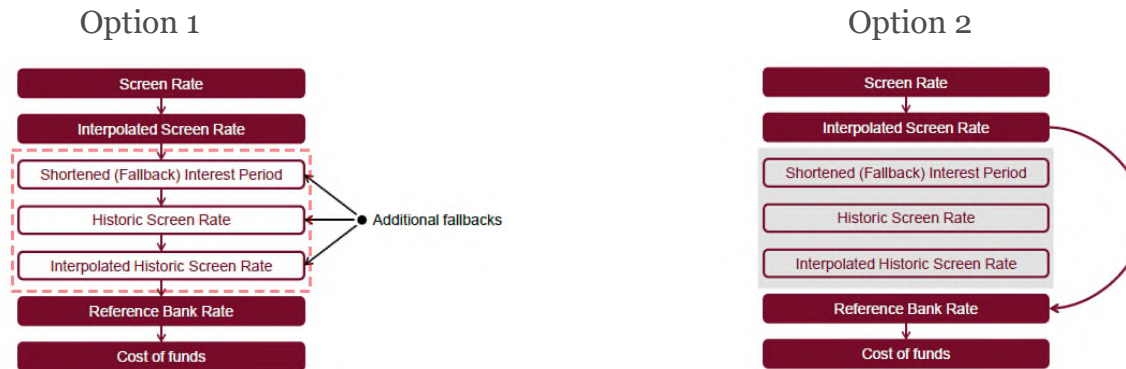 Option 1
Screen Rate
Interpolated Screen Rate
Shortened (Fallback) Interest Period
Historic Screen Rate
Additional fallbacks
Interpolated Historic Screen Rate
Reference Bank Rate
Cost of funds
Option 2
Screen Rate
Interpolated Screen Rate
Shortened (Fallback) Interest Period
Historic Screen Rate
Interpolated Historic Screen Rate
Reference Bank Rate
Cost of funds